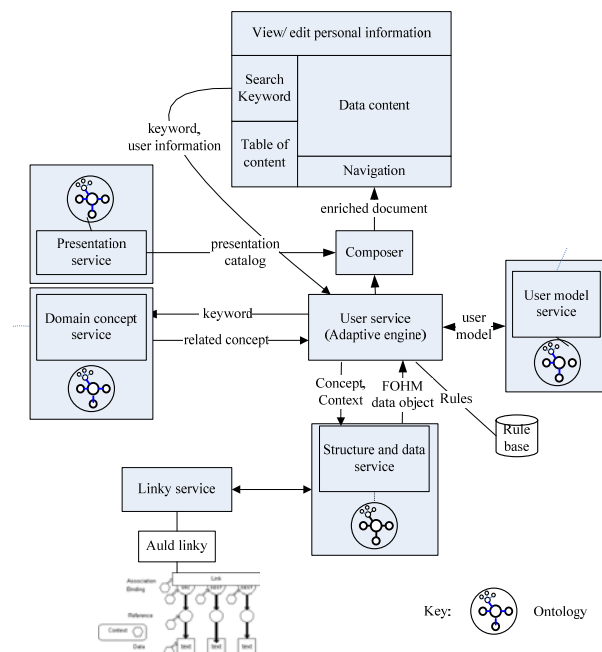 View/ edit personal information
Search
Keyword
Data content
Table of
content
Navigation
keyword,
user information
enriched document
Presentation
service
presentation
catalog
Composer
Domain concept
service
keyword
related concept
User service
(Adaptive engine)
user
model
User model
service
Concept,
Context
FOHM
data object
Rules
Rule
base
Structure and data
service
Linky service
Auld linky
Association
Link
Binding
Reference
Context
Data
text
text
text
Key:
Ontology